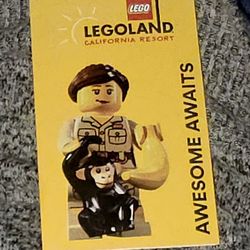 LEGO
LEGOLAND
CALIFORNIA RESORT
AWESOME AWAITS